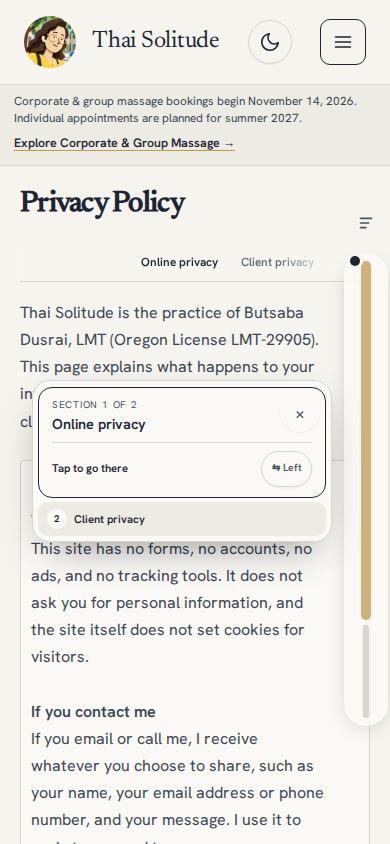 Thai Solitude
Corporate & group massage bookings begin November 14, 2026.
Individual appointments are planned for summer 2027.
Explore Corporate & Group Massage →
Privacy Policy
Online privacy Client privacy
Thai Solitude is the practice of Butsaba
Dusrai, LMT (Oregon License LMT-29905).
This page explains what happens to your
SECTION 1 OF 2
Online privacy
×
Tap to go there
⇆ Left
2 Client privacy
This site has no forms, no accounts, no
ads, and no tracking tools. It does not
ask you for personal information, and
the site itself does not set cookies for
visitors.
If you contact me
If you email or call me, I receive
whatever you choose to share, such as
your name, your email address or phone
number, and your message. I use it to